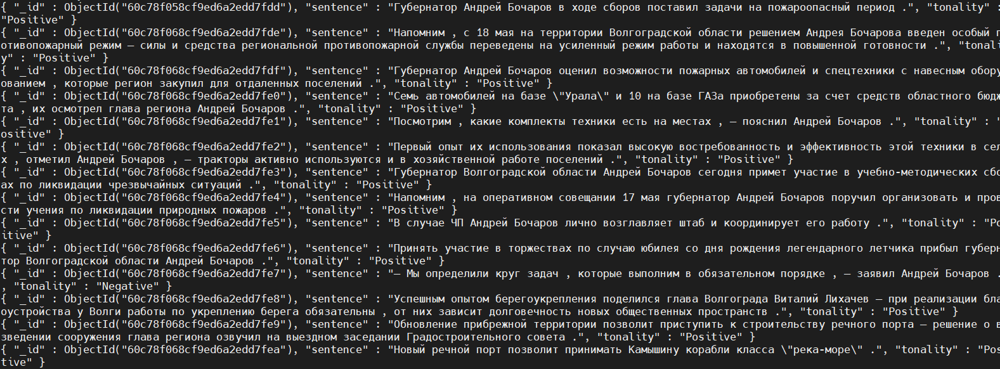 { "_id" : ObjectId("60c78f058cf9ed6a2edd7fdd"), "sentence" : "Губернатор Андрей Бочаров в ходе сборов поставил задачи на пожароопасный период .", "tonality" :
"Positive" }
{ "_id" : ObjectId("60c78f068cf9ed6a2edd7fde"), "sentence" : "Напомним , с 18 мая на территории Волгоградской области решением Андрея Бочарова введен особый п
отивопожарный режим — силы и средства региональной противопожарной службы переведены на усиленный режим работы и находятся в повышенной готовности .", "tonali
y" : "Positive" }
{ "_id" : ObjectId("60c78f068cf9ed6a2edd7fdf"), "sentence" : "Губернатор Андрей Бочаров оценил возможности пожарных автомобилей и спецтехники с навесным обору
ованием , которые регион закупил для отдаленных поселений .", "tonality" : "Positive" }
{ "_id" : ObjectId("60c78f068cf9ed6a2edd7fe0"), "sentence" : "Семь автомобилей на базе \"Урала\" и 10 на базе ГАЗа приобретены за счет средств областного бюдж
та , их осмотрел глава региона Андрей Бочаров .", "tonality" : "Positive" }
{ "_id" : ObjectId("60c78f068cf9ed6a2edd7fe1"), "sentence" : "Посмотрим , какие комплекты техники есть на местах , — пояснил Андрей Бочаров .", "tonality" : "
ositive" }
{ "_id" : ObjectId("60c78f068cf9ed6a2edd7fe2"), "sentence" : "Первый опыт их использования показал высокую востребованность и эффективность этой техники в сел
х , отметил Андрей Бочаров , — тракторы активно используются и в хозяйственной работе поселений .", "tonality" : "Positive" }
{ "_id" : ObjectId("60c78f068cf9ed6a2edd7fe3"), "sentence" : "Губернатор Волгоградской области Андрей Бочаров сегодня примет участие в учебно-методических сбо
ах по ликвидации чрезвычайных ситуаций .", "tonality" : "Positive" }
{ "_id" : ObjectId("60c78f068cf9ed6a2edd7fe4"), "sentence" : "Напомним , на оперативном совещании 17 мая губернатор Андрей Бочаров поручил организовать и пров
сти учения по ликвидации природных пожаров .", "tonality" : "Positive" }
{ "_id" : ObjectId("60c78f068cf9ed6a2edd7fe5"), "sentence" : "В случае ЧП Андрей Бочаров лично возглавляет штаб и координирует его работу .", "tonality" : "Po
itive" }
{ "_id" : ObjectId("60c78f068cf9ed6a2edd7fe6"), "sentence" : "Принять участие в торжествах по случаю юбилея со дня рождения легендарного летчика прибыл губерн
тор Волгоградской области Андрей Бочаров .", "tonality" : "Positive" }
{ "_id" : ObjectId("60c78f068cf9ed6a2edd7fe7"), "sentence" : "— Мы определили круг задач , которые выполним в обязательном порядке , — заявил Андрей Бочаров .
, "tonality" : "Negative" }
{ "_id" : ObjectId("60c78f068cf9ed6a2edd7fe8"), "sentence" : "Успешным опытом берегоукрепления поделился глава Волгограда Виталий Лихачев — при реализации бла
оустройства у Волги работы по укреплению берега обязательны , от них зависит долговечность новых общественных пространств .", "tonality" : "Positive" }
{ "_id" : ObjectId("60c78f068cf9ed6a2edd7fe9"), "sentence" : "Обновление прибрежной территории позволит приступить к строительству речного порта — решение о в
зведении сооружения глава региона озвучил на выездном заседании Градостроительного совета .", "tonality" : "Positive" }
{ "_id" : ObjectId("60c78f068cf9ed6a2edd7fea"), "sentence" : "Новый речной порт позволит принимать Камышину корабли класса \"река-море\" .", "tonality" : "Pos
tive" }